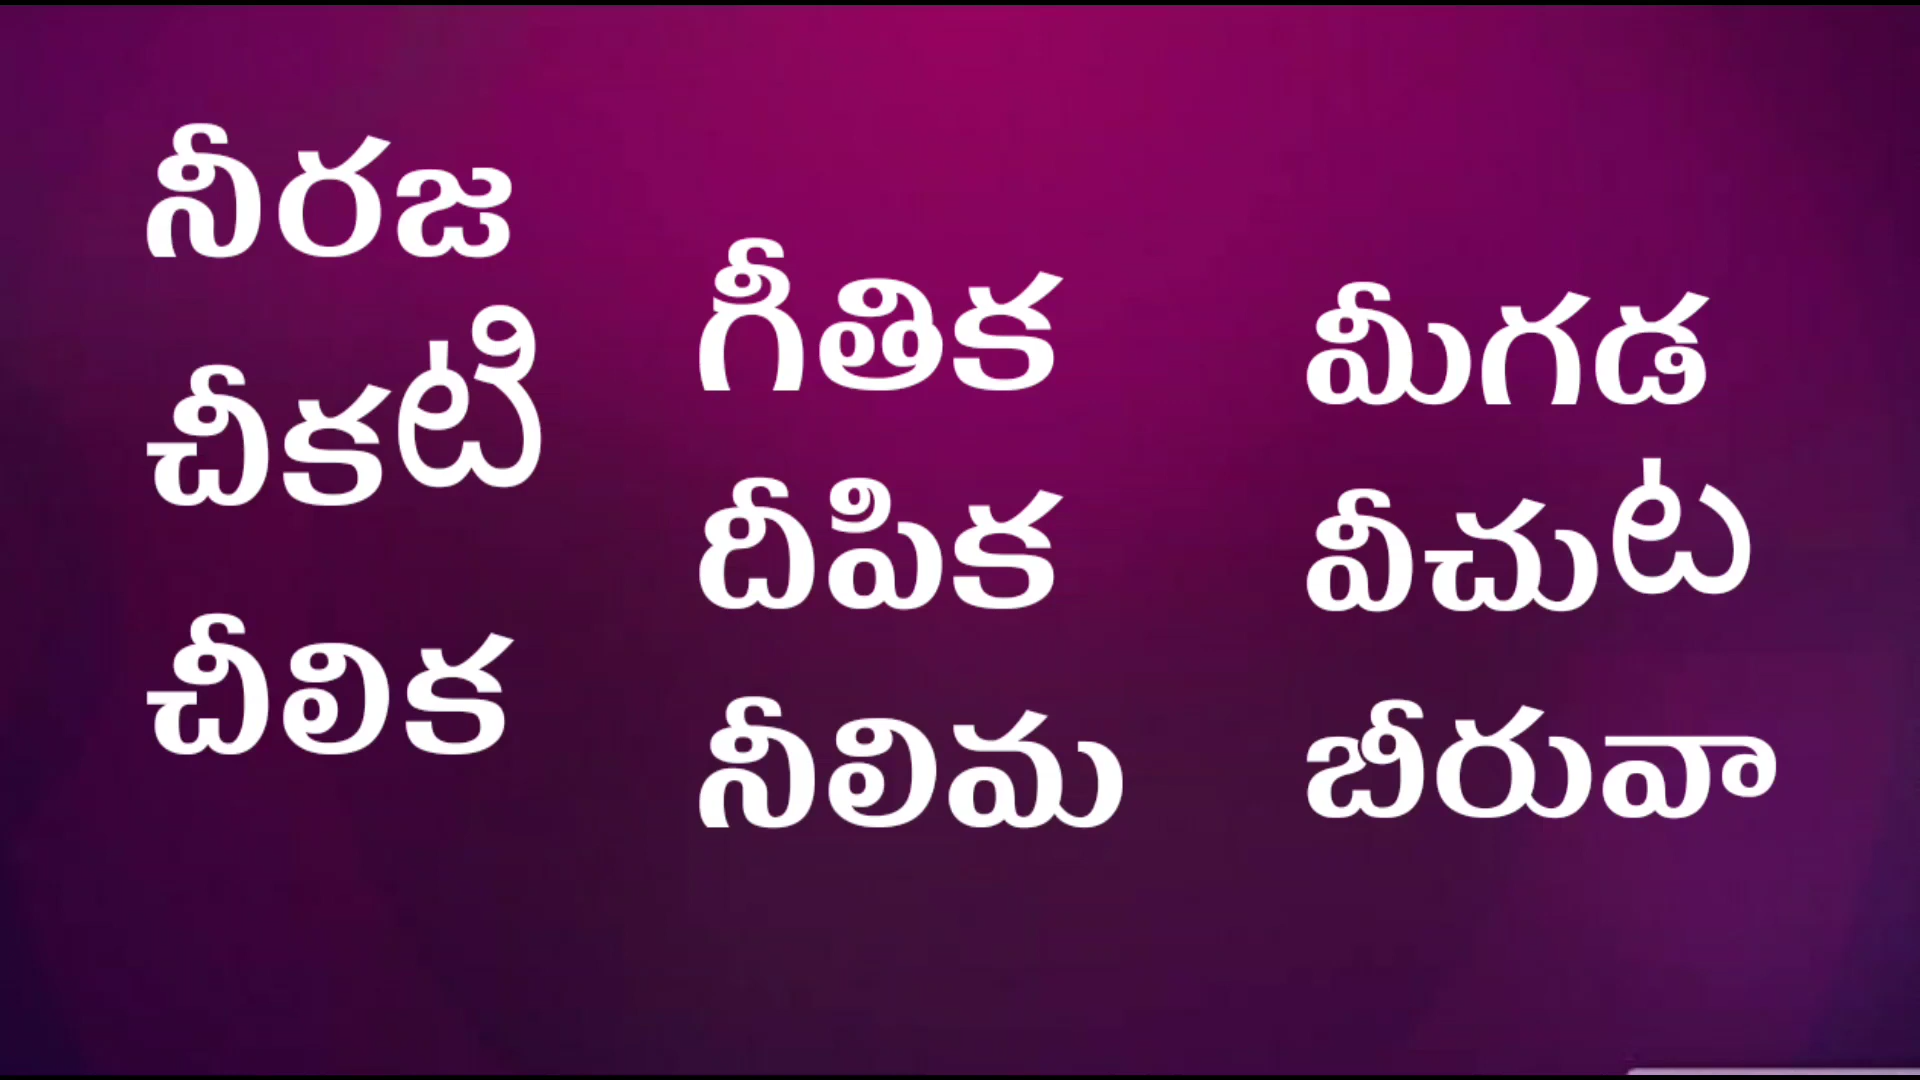 నీరజ
చీకటి
చీలిక
గీతిక
దీపిక
నీలిమ
మీగడ
వీచుట
బీరువా